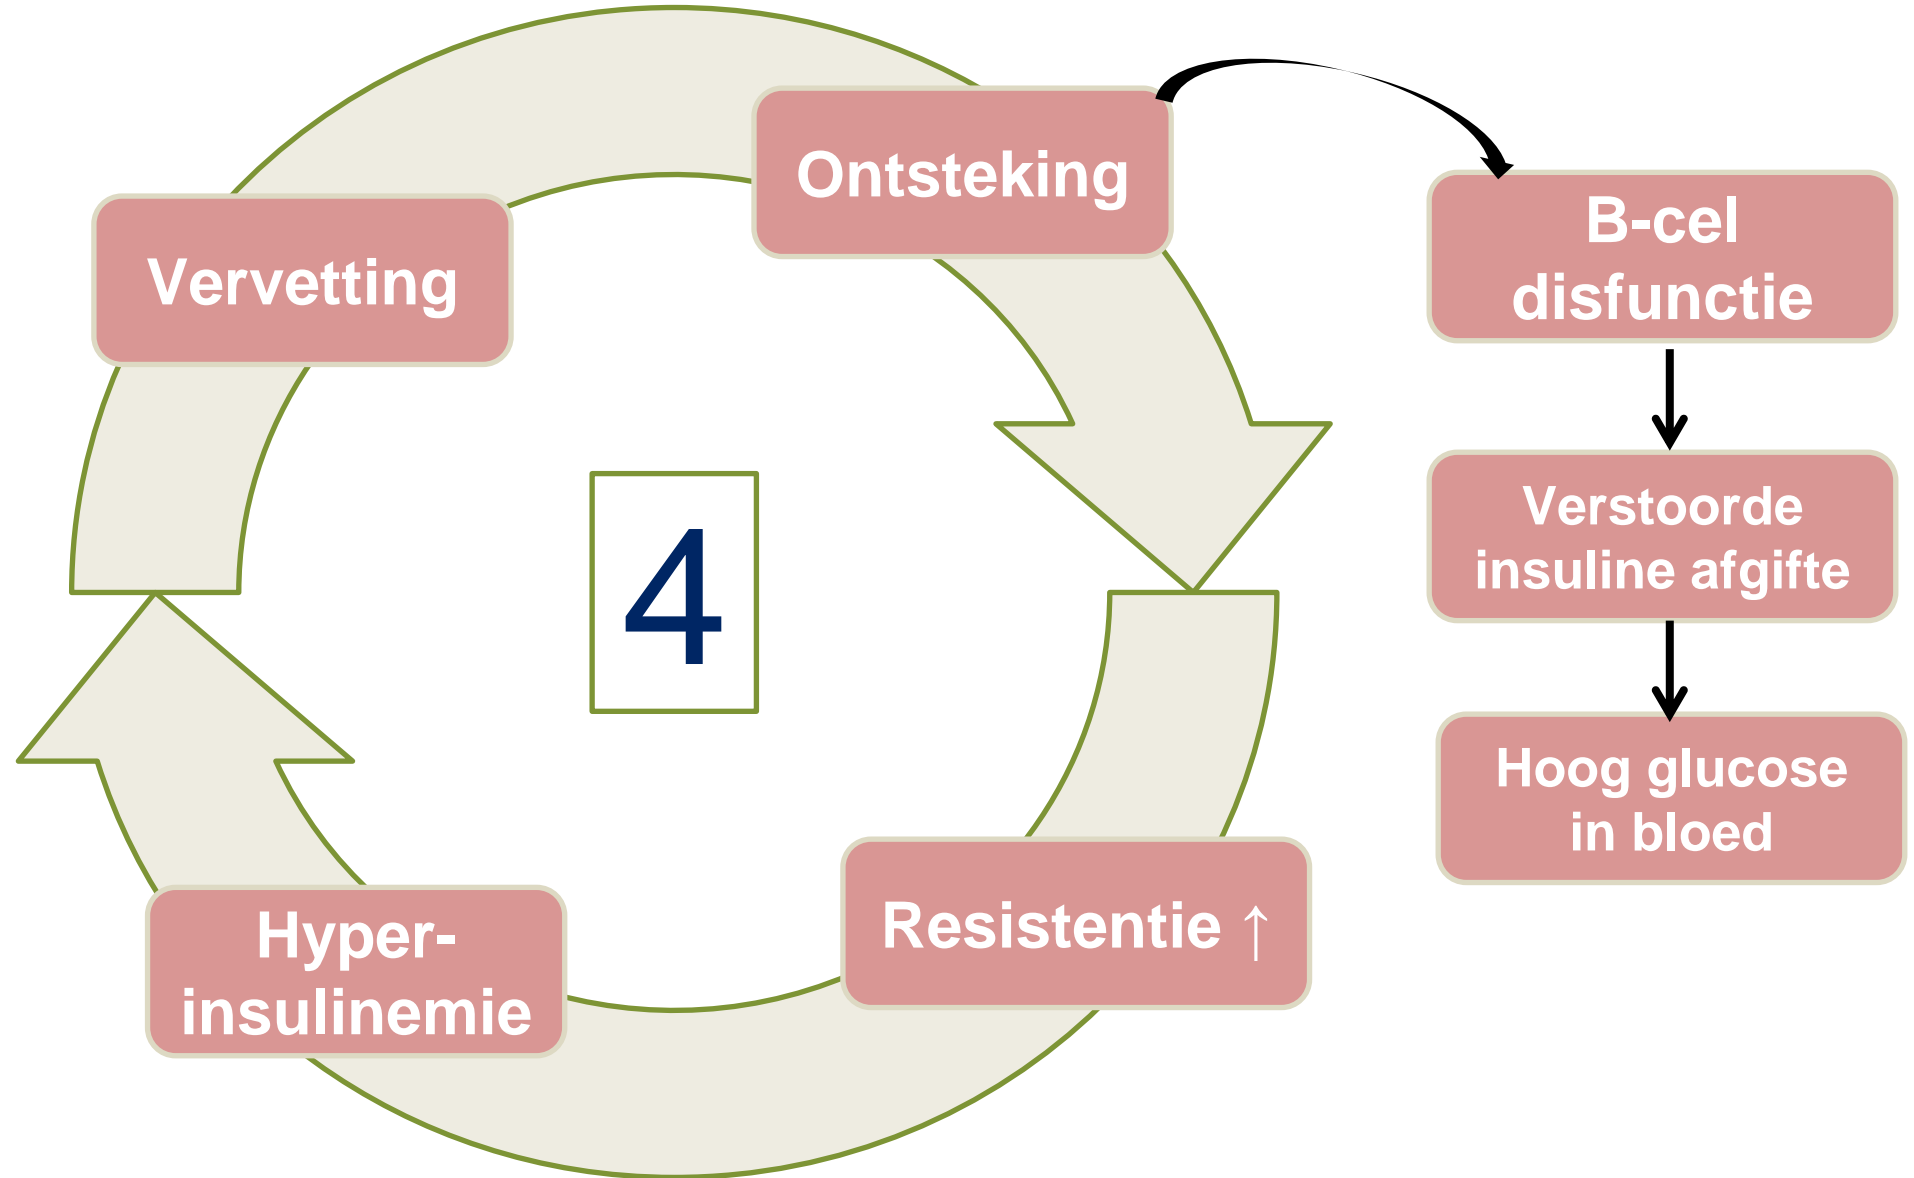 Ontsteking
Vervetting
4
Resistentie ↑
Hyper-
insulinemie
B-cel
disfunctie
Verstoorde
insuline afgifte
Hoog glucose
in bloed